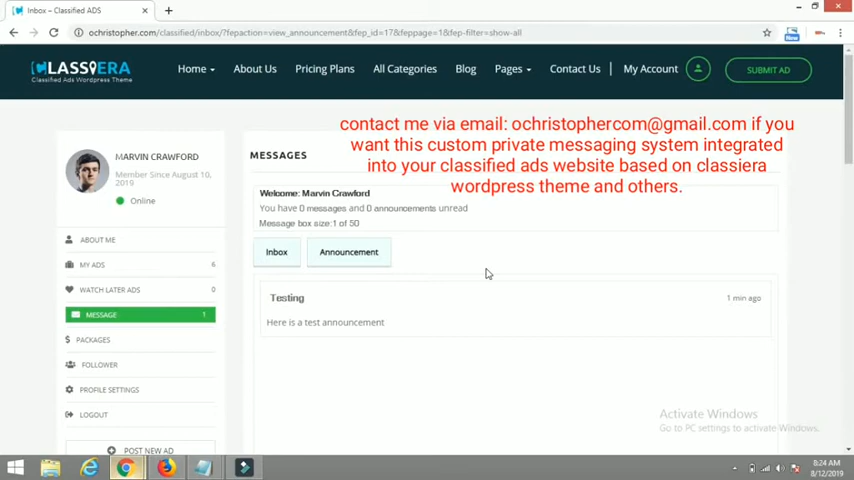 Inbox – Classified ADS
ochristopher.com/classified/inbox/?fepaction=view_announcement&fep_id=17&feppage=1&fep-filter=show-all
New
CLASSIERA
Classified Ads Wordpress Theme
Home
About Us
Pricing Plans
All Categories
Blog
Pages
Contact Us
My Account
SUBMIT AD
contact me via email: ochristophercom@gmail.com if you
want this custom private messaging system integrated
into your classified ads website based on classiera
wordpress theme and others.
MARVIN CRAWFORD
Member Since August 10,
2019
Online
ABOUT ME
MY ADS 6
WATCH LATER ADS 0
MESSAGE 1
PACKAGES
FOLLOWER
PROFILE SETTINGS
LOGOUT
POST NEW AD
MESSAGES
Welcome: Marvin Crawford
You have 0 messages and 0 announcements unread
Message box size:1 of 50
Inbox
Announcement
Testing
1 min ago
Here is a test announcement
Activate Windows
Go to PC settings to activate Windows.
8:24 AM
8/12/2019